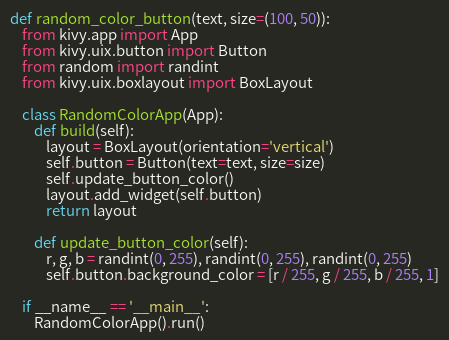 def random_color_button(text, size=(100, 50)):
    from kivy.app import App
    from kivy.uix.button import Button
    from random import randint
    from kivy.uix.boxlayout import BoxLayout

    class RandomColorApp(App):
        def build(self):
            layout = BoxLayout(orientation='vertical')
            self.button = Button(text=text, size=size)
            self.update_button_color()
            layout.add_widget(self.button)
            return layout

        def update_button_color(self):
            r, g, b = randint(0, 255), randint(0, 255), randint(0, 255)
            self.button.background_color = [r / 255, g / 255, b / 255, 1]

    if __name__ == '__main__':
        RandomColorApp().run()